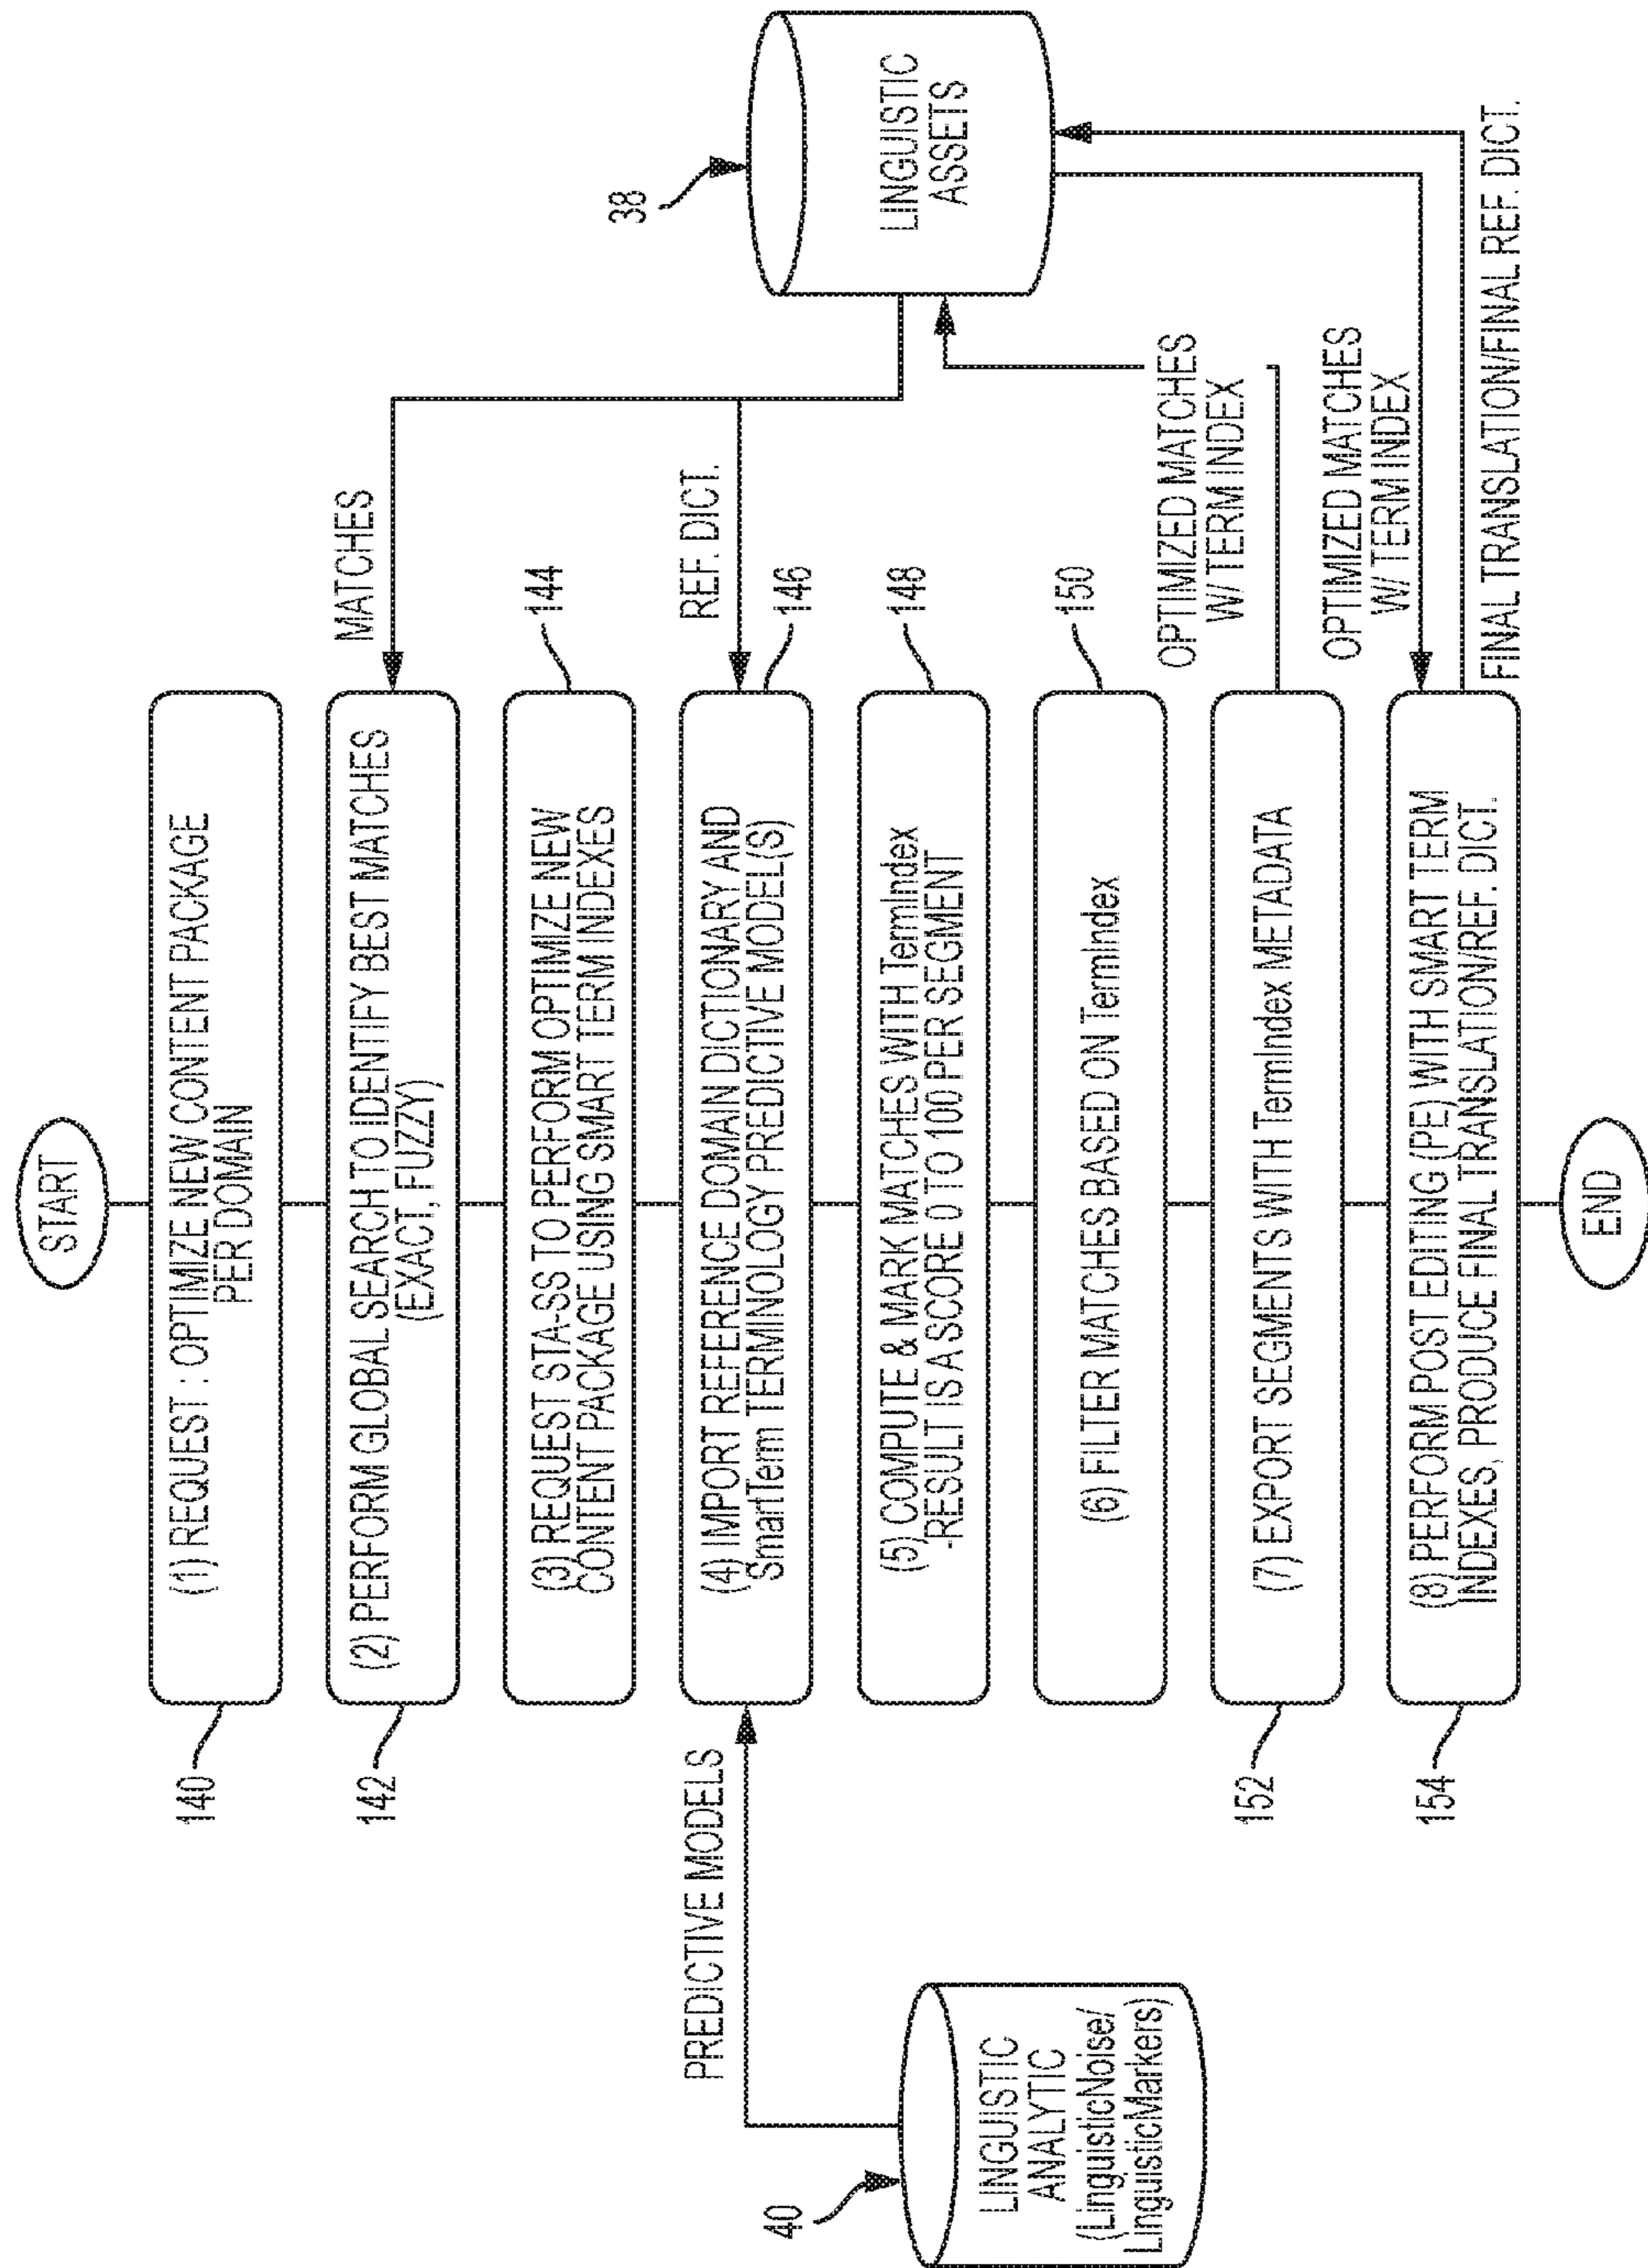 START
(1) REQUEST : OPTIMIZE NEW CONTENT PACKAGE
PER DOMAIN
140
MATCHES
(2) PERFORM GLOBAL SEARCH TO IDENTIFY BEST MATCHES
(EXACT, FUZZY)
142
38
LINGUISTIC
ASSETS
(3) REQUEST STA-SS TO PERFORM OPTIMIZE NEW
CONTENT PACKAGE USING SMART TERM INDEXES
144
PREDICTIVE MODELS
REF. DICT.
(4) IMPORT REFERENCE DOMAIN DICTIONARY AND
SmartTerm TERMINOLOGY PREDICTIVE MODEL(S)
146
40
LINGUISTIC
ANALYTIC
(LinguisticNoise/
LinguisticMarkers)
(5) COMPUTE & MARK MATCHES WITH TermIndex
-RESULT IS A SCORE 0 TO 100 PER SEGMENT
148
(6) FILTER MATCHES BASED ON TermIndex
150
OPTIMIZED MATCHES
W/ TERM INDEX
(7) EXPORT SEGMENTS WITH TermIndex METADATA
152
OPTIMIZED MATCHES
W/ TERM INDEX
(8) PERFORM POST EDITING (PE) WITH SMART TERM
INDEXES, PRODUCE FINAL TRANSLATION/REF. DICT.
154
FINAL TRANSLATION/FINAL REF. DICT.
END